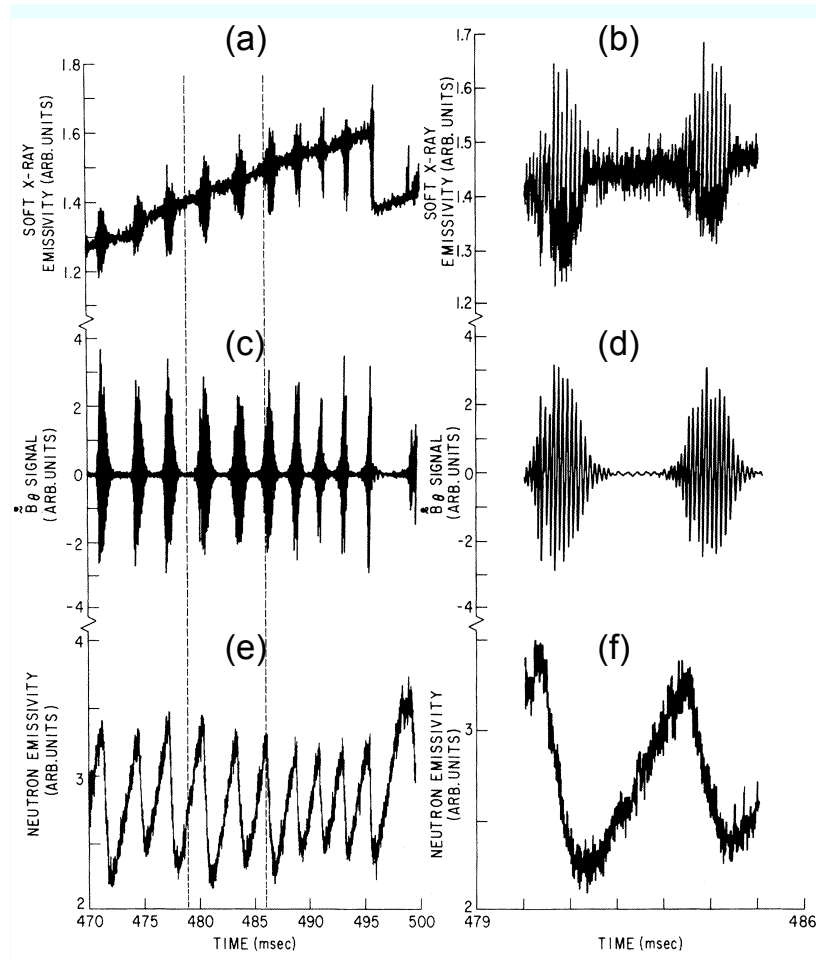 (a)
(b)
1.8
1.6
1.4
1.2
SOFT X-RAY
EMISSIVITY (ARB. UNITS)
1.7
1.6
1.5
1.4
1.3
1.2
SOFT X-RAY
EMISSIVITY (ARB. UNITS)
(c)
(d)
4
2
0
-2
-4
B̃θ SIGNAL
(ARB. UNITS)
4
2
0
-2
-4
B̃θ SIGNAL
(ARB. UNITS)
(e)
(f)
4
3
2
NEUTRON EMISSIVITY
(ARB. UNITS)
3
2
NEUTRON EMISSIVITY
(ARB. UNITS)
470 475 480 485 490 495 500
TIME (msec)
479 486
TIME (msec)